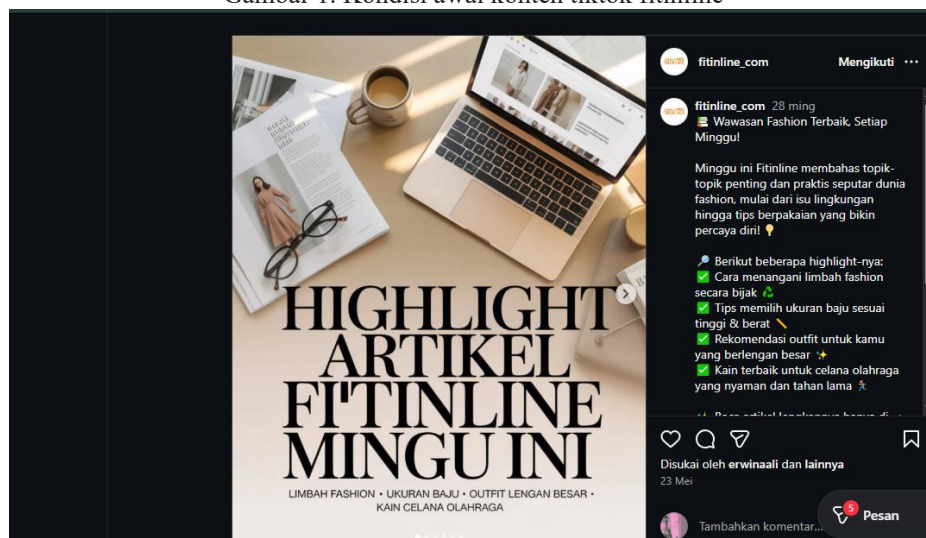 Gambar 1. Kondisi awal konten tiktok fitinline
fitinline_com
Mengikuti
HIGHLIGHT
ARTIKEL
FITINLINE
MINGU INI
LIMBAH FASHION • UKURAN BAJU • OUTFIT LENGAN BESAR •
KAIN CELANA OLAHRAGA
fitinline_com 28 ming
📚 Wawasan Fashion Terbaik, Setiap
Minggu!
Minggu ini Fitinline membahas topik-
topik penting dan praktis seputar dunia
fashion, mulai dari isu lingkungan
hingga tips berpakaian yang bikin
percaya diri! 💡
🔎 Berikut beberapa highlight-nya:
✅ Cara menangani limbah fashion
secara bijak ♻️
✅ Tips memilih ukuran baju sesuai
tinggi & berat 📏
✅ Rekomendasi outfit untuk kamu
yang berlengan besar ✨
✅ Kain terbaik untuk celana olahraga
yang nyaman dan tahan lama 🏃
Disukai oleh erwinaali dan lainnya
23 Mei
Tambahkan komentar...
5
Pesan